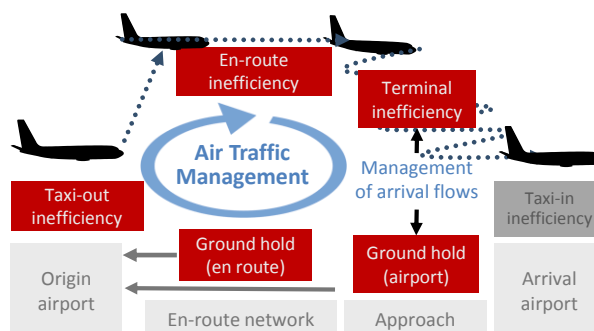 En-route
inefficiency
Terminal
inefficiency
Air Traffic
Management
Management
of arrival flows
Taxi-out
inefficiency
Taxi-in
inefficiency
Ground hold
(en route)
Ground hold
(airport)
Origin
airport
En-route network
Approach
Arrival
airport